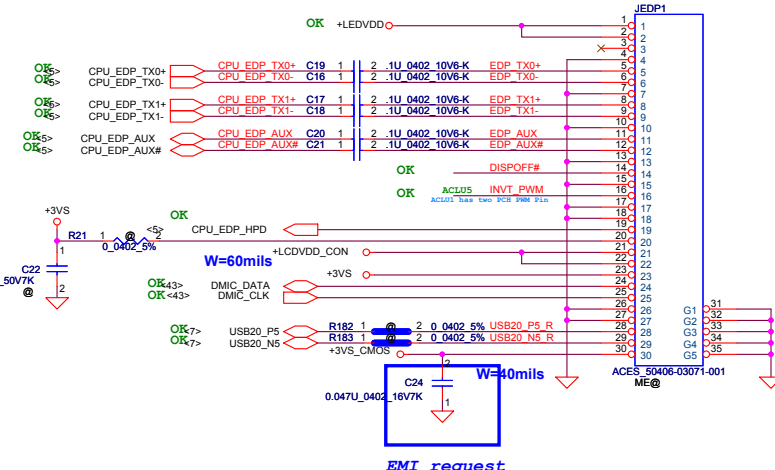 JEDP1
OK +LEDVDD 1 1
2 2
3 3
4 4
OK <5> CPU_EDP_TX0+ CPU_EDP_TX0+ C19 1 2 .1U_0402_10V6-K EDP_TX0+ 5 5
OK <5> CPU_EDP_TX0- CPU_EDP_TX0- C16 1 2 .1U_0402_10V6-K EDP_TX0- 6 6
7 7
OK <5> CPU_EDP_TX1+ CPU_EDP_TX1+ C17 1 2 .1U_0402_10V6-K EDP_TX1+ 8 8
OK <5> CPU_EDP_TX1- CPU_EDP_TX1- C18 1 2 .1U_0402_10V6-K EDP_TX1- 9 9
10 10
OK <5> CPU_EDP_AUX CPU_EDP_AUX C20 1 2 .1U_0402_10V6-K EDP_AUX 11 11
OK <5> CPU_EDP_AUX# CPU_EDP_AUX# C21 1 2 .1U_0402_10V6-K EDP_AUX# 12 12
13 13
OK DISPOFF# 14 14
15 15
OK ACLU5 INVT_PWM 16 16
ACLU1 has two PCH PWM Pin
17 17
18 18
+3VS
OK
<5> CPU_EDP_HPD 19 19
R21 1 @ 2 20 20
0_0402_5%
21 21
+LCDVDD_CON 22 22
W=60mils
C22 1
_50V7K
@ 2
+3VS 23 23
OK <43> DMIC_DATA 24 24
OK <43> DMIC_CLK 25 25
26 26 G1 31
27 27 G2 32
OK <7> USB20_P5 R182 1 @ 2 0_0402_5% USB20_P5_R 28 28 G3 33
OK <7> USB20_N5 R183 1 @ 2 0_0402_5% USB20_N5_R 29 29 G4 34
+3VS_CMOS 30 30 G5 35
ACES_50406-03071-001
ME@
W=40mils
2
C24
0.047U_0402_16V7K
1
EMI request